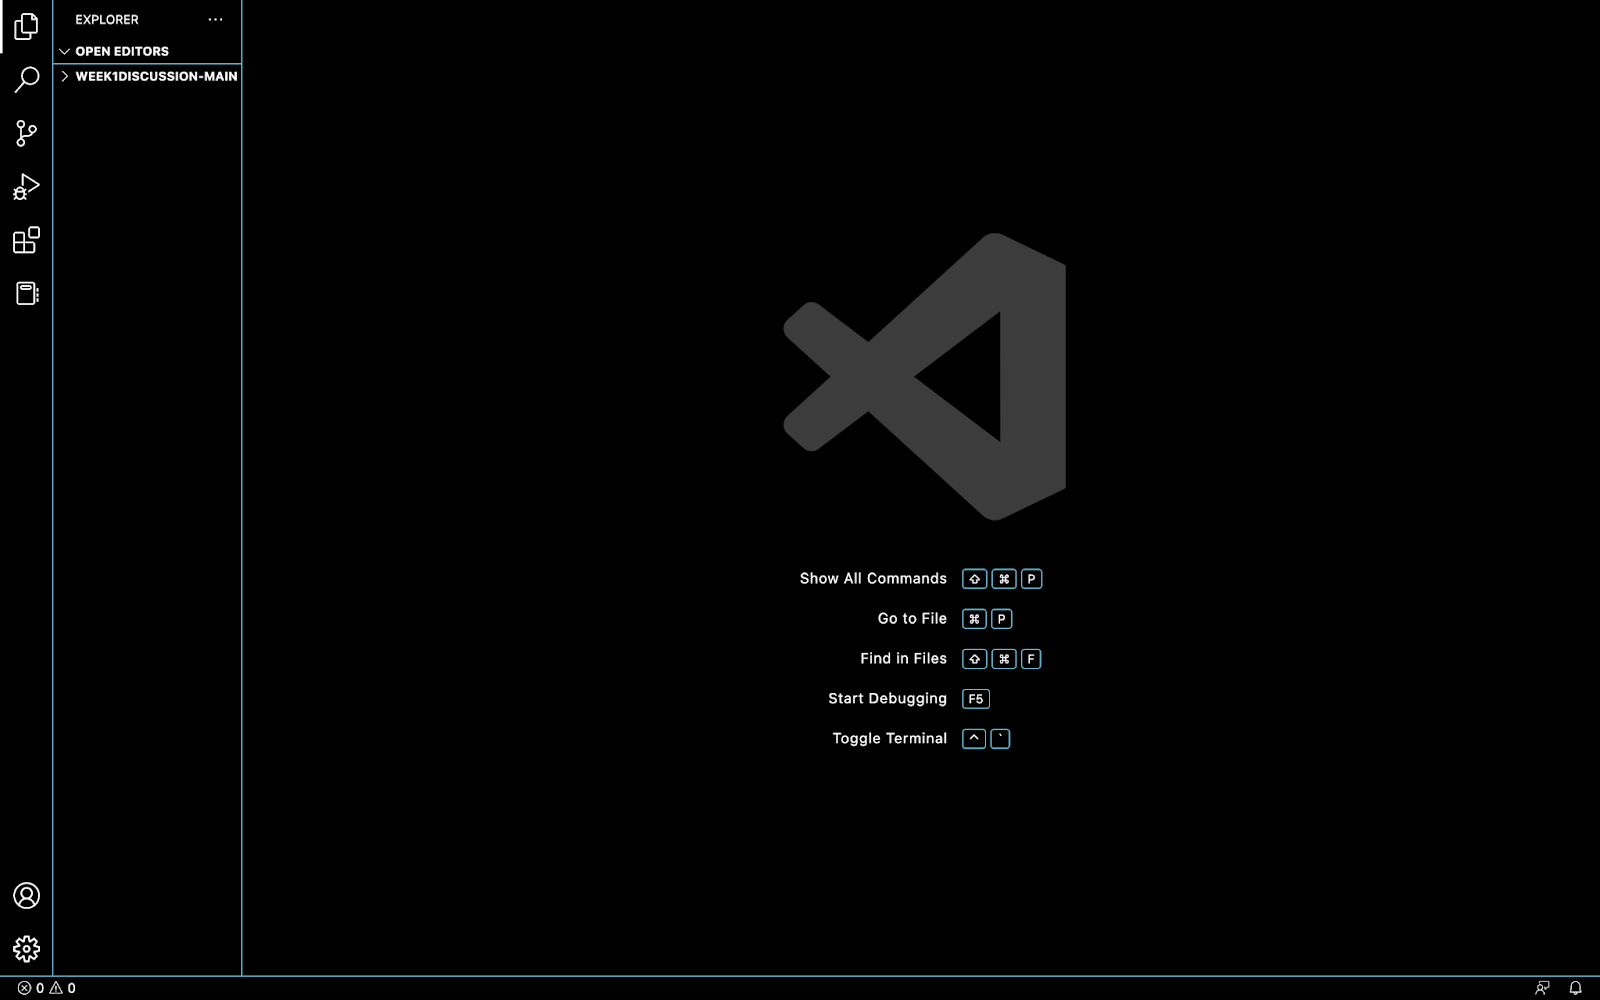 EXPLORER
OPEN EDITORS
WEEK1DISCUSSION-MAIN
Show All Commands ⇧ ⌘ P
Go to File ⌘ P
Find in Files ⇧ ⌘ F
Start Debugging F5
Toggle Terminal ^ `
0 0